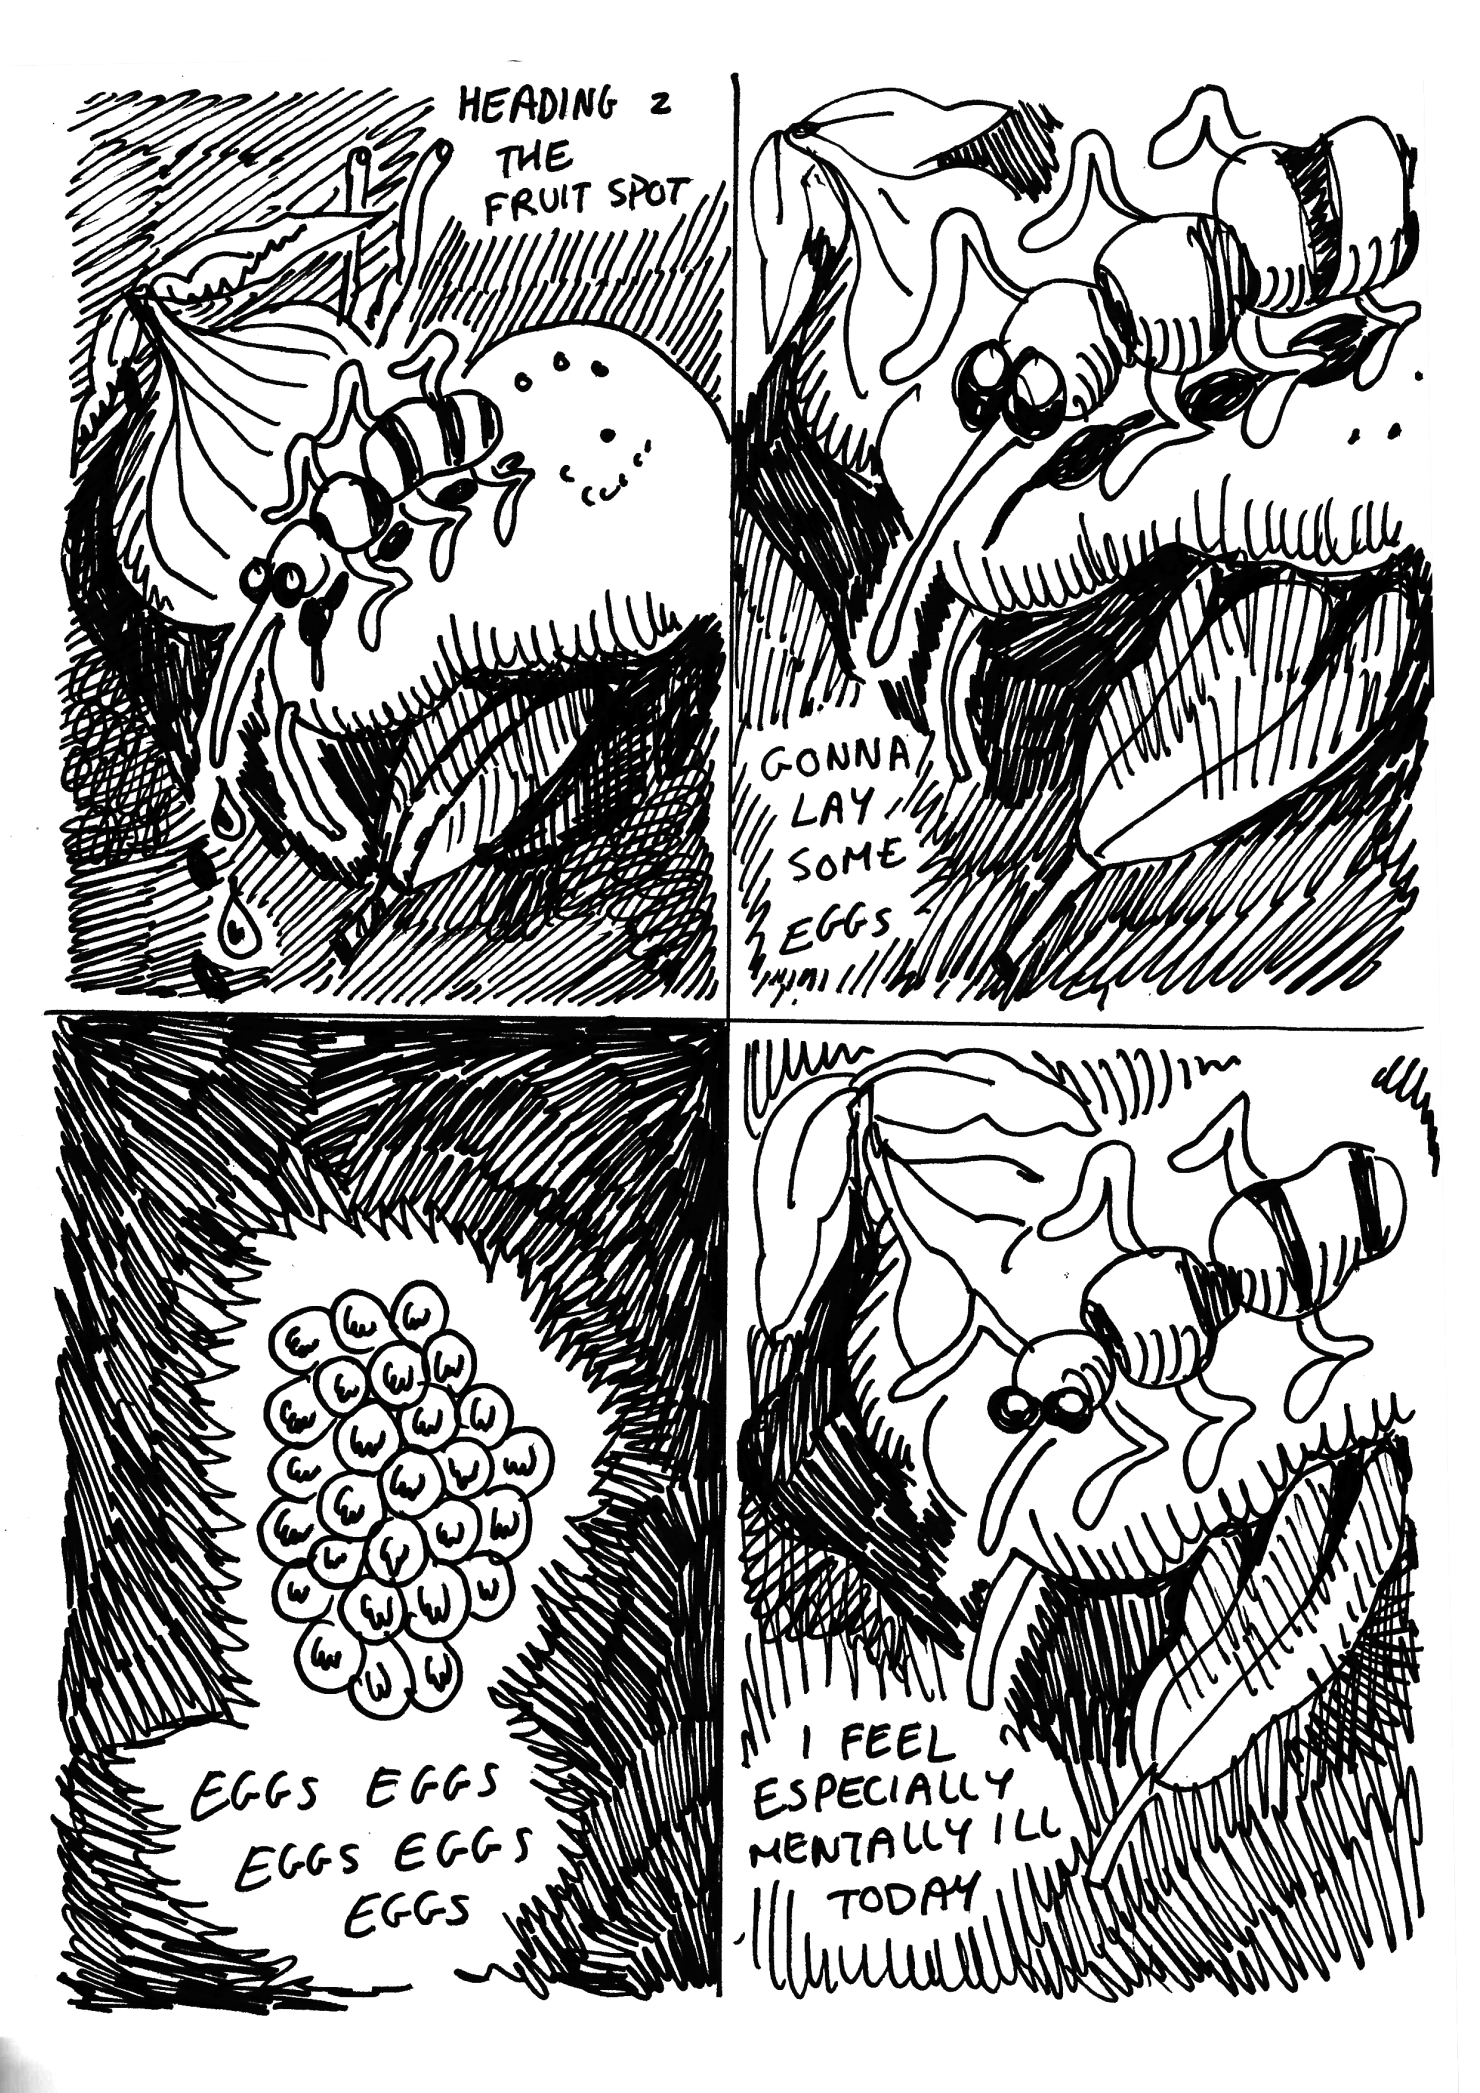 HEADING 2
THE
FRUIT SPOT
GONNA
LAY
SOME
EGGS
EGGS EGGS
EGGS EGGS
EGGS
I FEEL
ESPECIALLY
MENTALLY ILL
TODAY